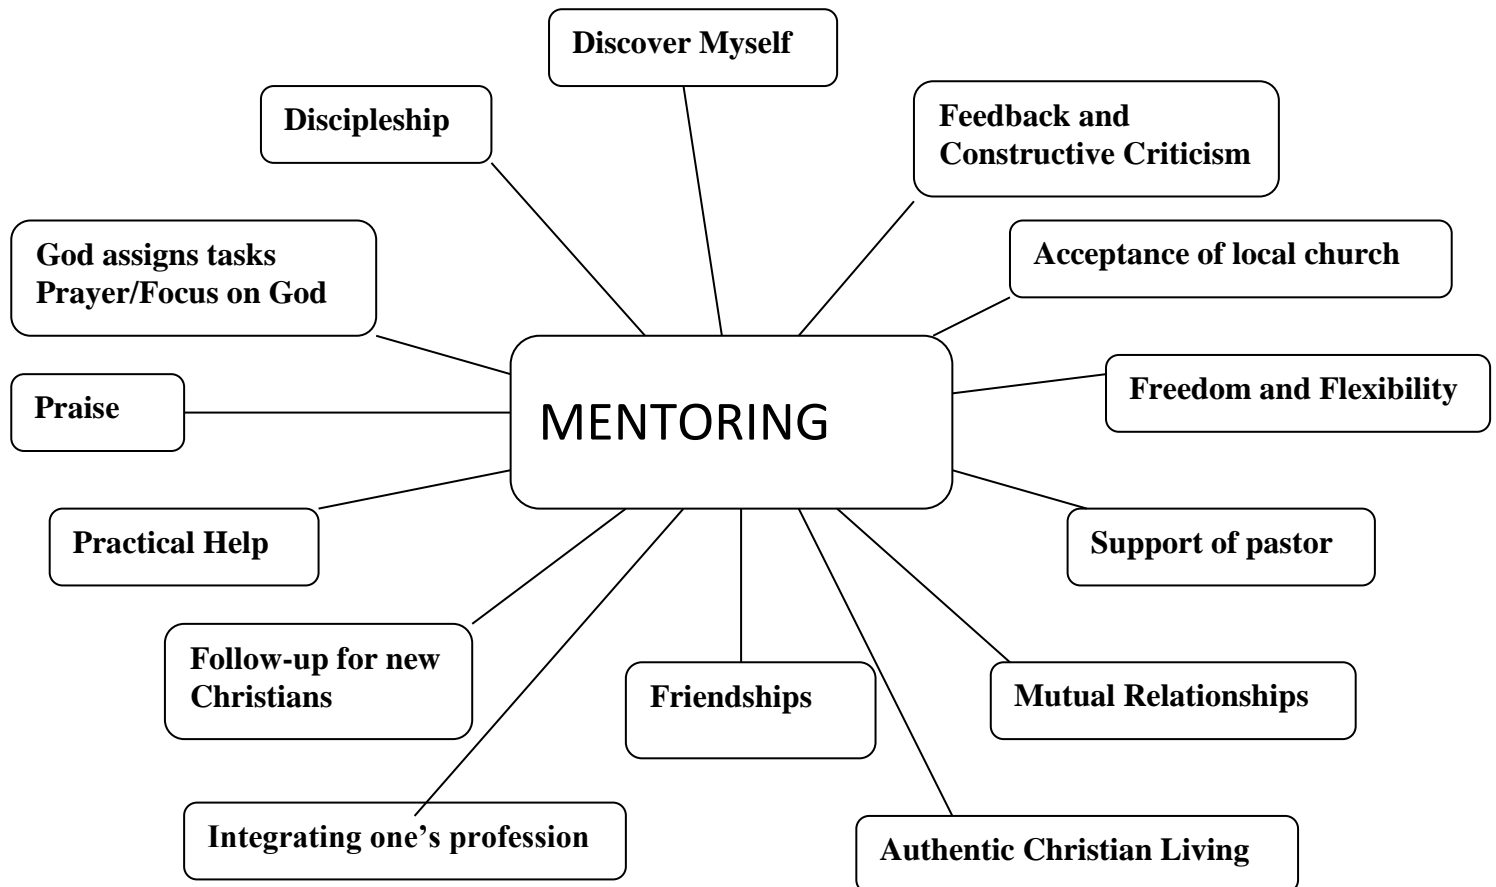 Discover Myself
Discipleship
Feedback and
Constructive Criticism
God assigns tasks
Prayer/Focus on God
Acceptance of local church
Praise
MENTORING
Freedom and Flexibility
Practical Help
Support of pastor
Follow-up for new
Christians
Friendships
Mutual Relationships
Integrating one’s profession
Authentic Christian Living